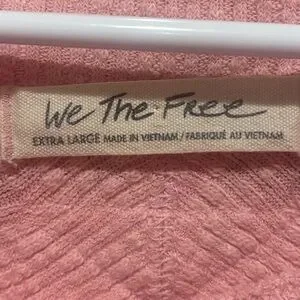 We The Free
EXTRA LARGE MADE IN VIETNAM / FABRIQUÉ AU VIETNAM